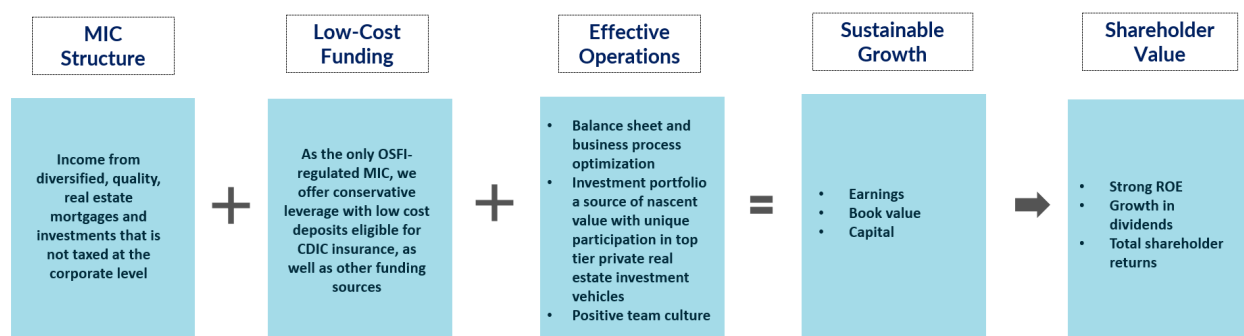 MIC
Structure
Income from
diversified, quality,
real estate
mortgages and
investments that is
not taxed at the
corporate level
+
Low-Cost
Funding
As the only OSFI-
regulated MIC, we
offer conservative
leverage with low cost
deposits eligible for
CDIC insurance, as
well as other funding
sources
+
Effective
Operations
• Balance sheet and
business process
optimization
• Investment portfolio
a source of nascent
value with unique
participation in top
tier private real
estate investment
vehicles
• Positive team culture
=
Sustainable
Growth
• Earnings
• Book value
• Capital
Shareholder
Value
• Strong ROE
• Growth in
dividends
• Total shareholder
returns